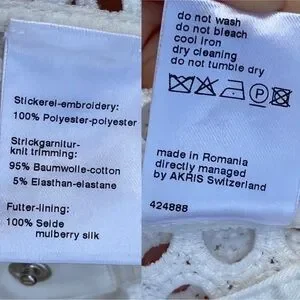 Stickerei-embroidery:
100% Polyester-polyester
Strickgarnitur-
knit trimming:
95% Baumwolle-cotton
5% Elasthan-elastane
Futter-lining:
100% Seide
mulberry silk
do not wash
do not bleach
cool iron
dry cleaning
do not tumble dry
P
made in Romania
directly managed
by AKRIS Switzerland
424888